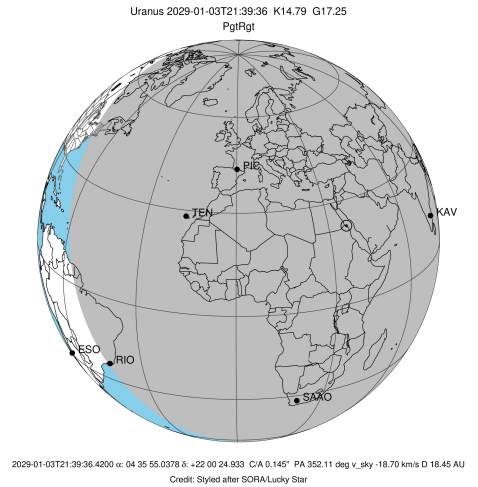 Uranus 2029-01-03T21:39:36 K14.79 G17.25
PgtRgt
PIC
TEN
KAV
ESO
RIO
SAAO
2029-01-03T21:39:36.4200 α: 04 35 55.0378 δ: +22 00 24.933 C/A 0.145" PA 352.11 deg v_sky -18.70 km/s D 18.45 AU
Credit: Styled after SORA/Lucky Star